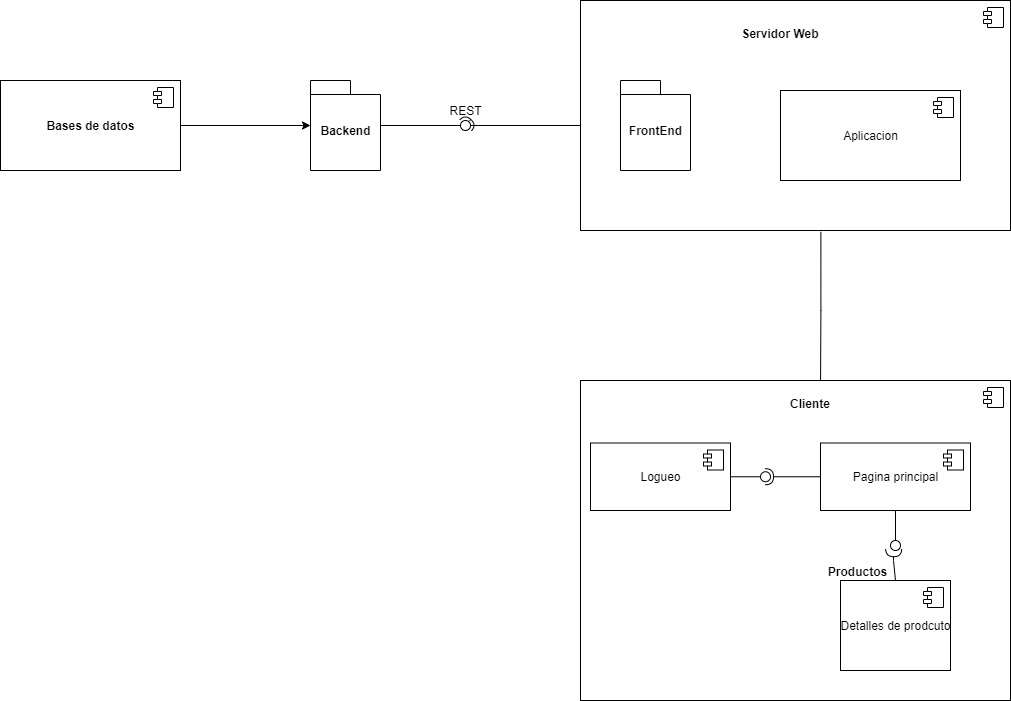 Servidor Web
Bases de datos
Backend
REST
FrontEnd
Aplicacion
Cliente
Logueo
Pagina principal
Productos
Detalles de prodcuto